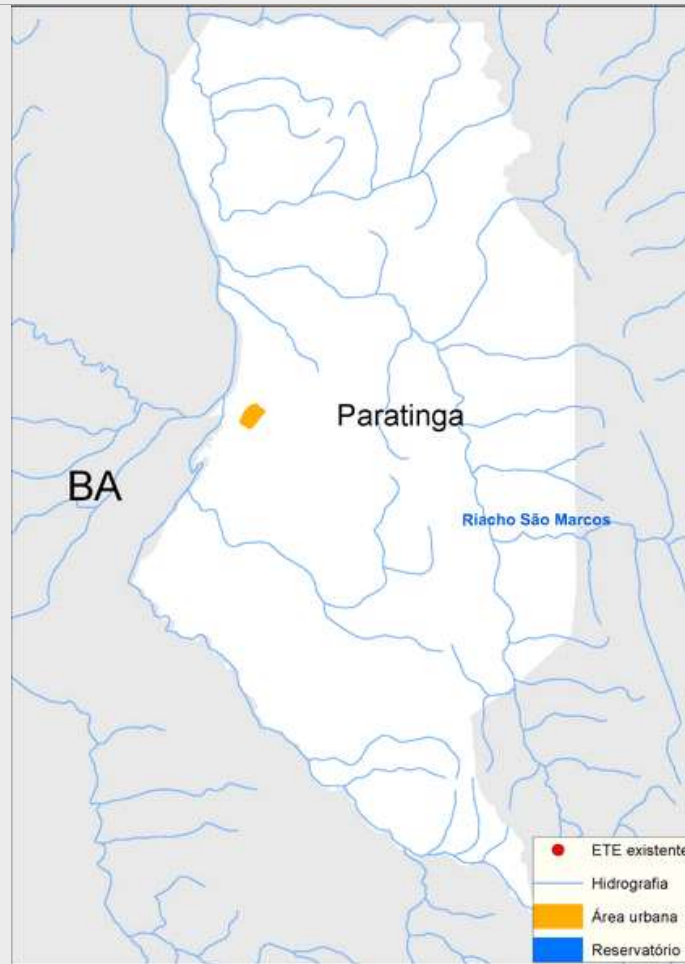 Paratinga
BA
Riacho São Marcos
ETE existente
Hidrografia
Área urbana
Reservatório